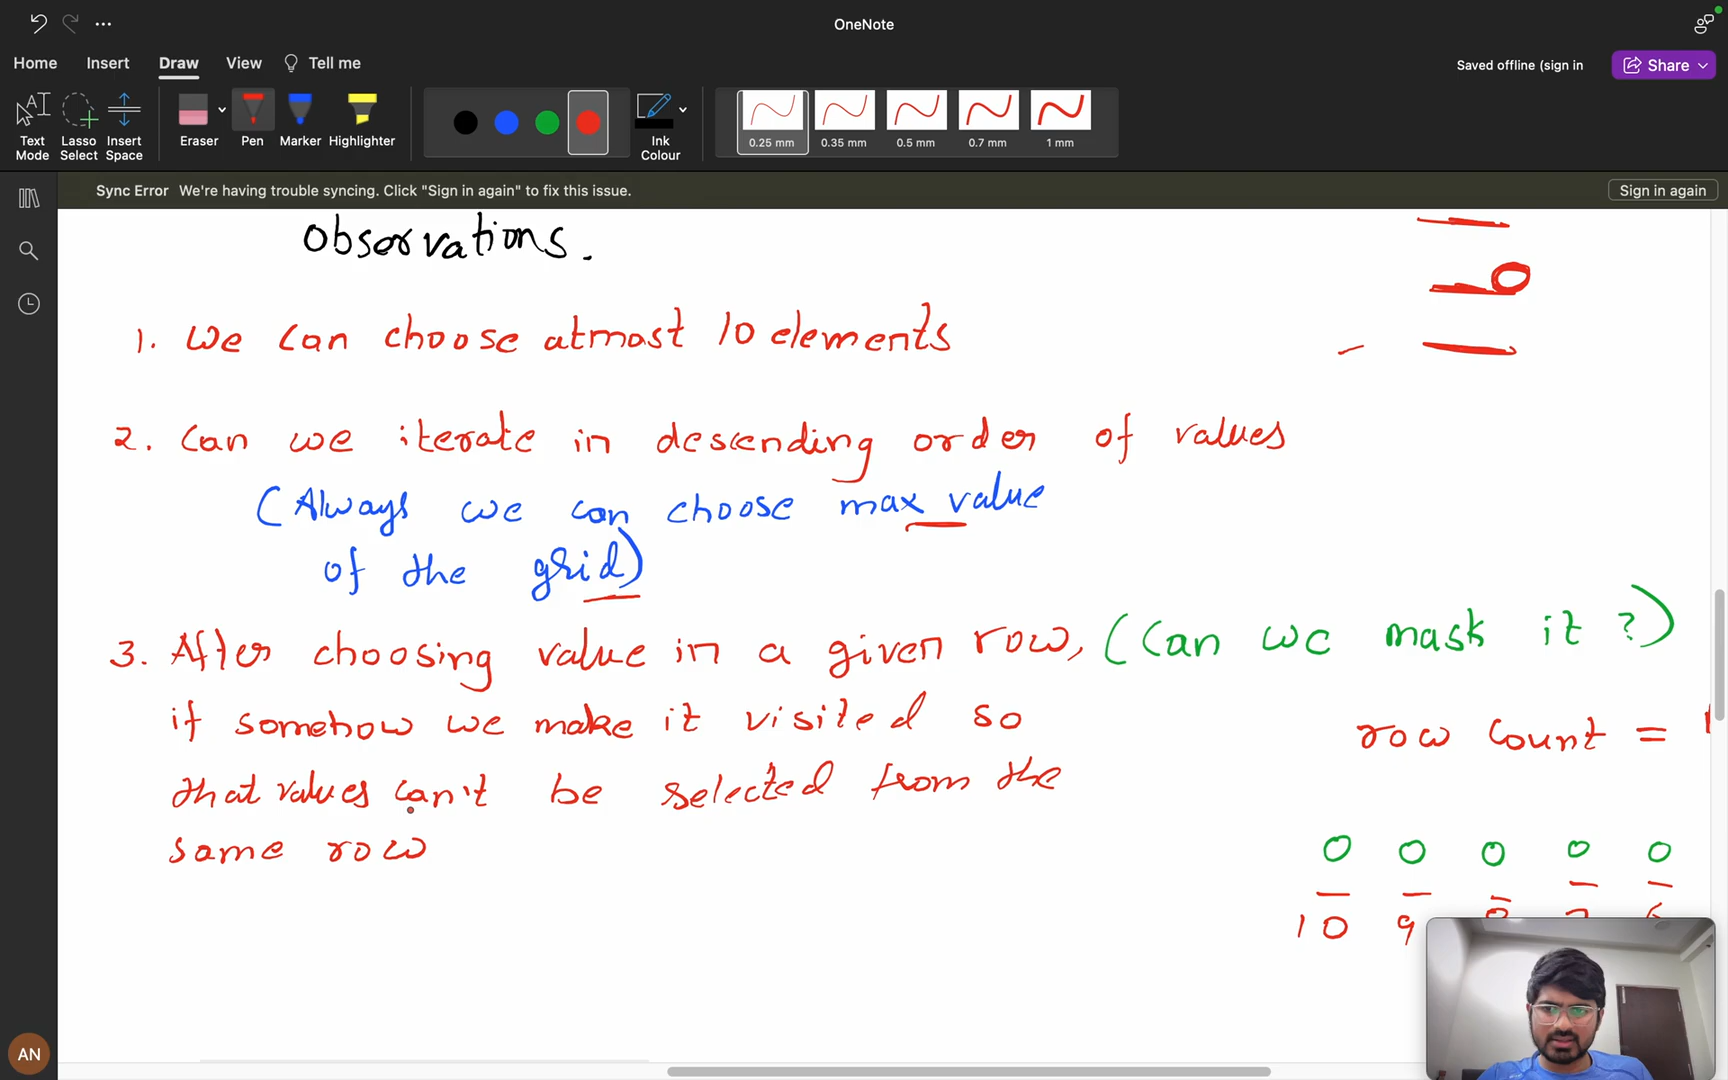 OneNote
Home Insert Draw View Tell me
Saved offline (sign in
Share
Text Mode
Lasso Select
Insert Space
Eraser
Pen
Marker
Highlighter
Ink Colour
0.25 mm
0.35 mm
0.5 mm
0.7 mm
1 mm
Sync Error We're having trouble syncing. Click "Sign in again" to fix this issue.
Sign in again
Observations.
1. We can choose atmast 10 elements
2. Can we iterate in descending order of values
(Always we can choose max value
of the grid)
3. After choosing value in a given row, (Can we mask it ?)
if somehow we make it visited so
that values can't be selected from the
same row
row count =
0 0 0 0 0
10 9
AN